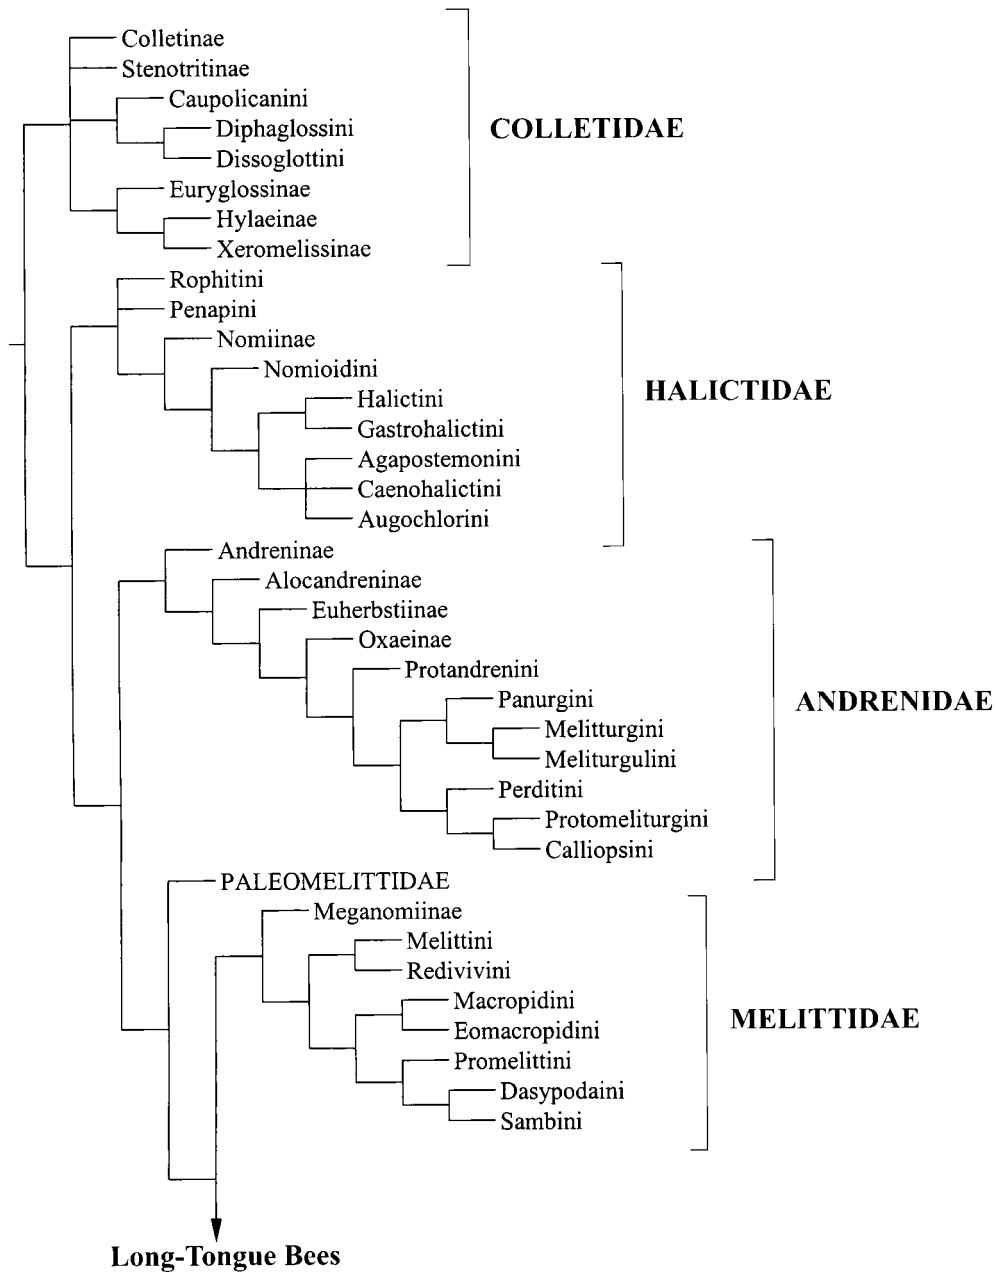 Colletinae
Stenotritinae
Caupolicanini
Diphaglossini
COLLETIDAE
Dissoglottini
Euryglossinae
Hylaeinae
Xeromelissinae
Rophitini
Penapini
Nomiinae
Nomioidini
HALICTIDAE
Halictini
Gastrohalictini
Agapostemonini
Caenohalictini
Augochlorini
Andreninae
Alocandreninae
Euherbstiinae
Oxaeinae
Protandrenini
Panurgini
ANDRENIDAE
Melitturgini
Meliturgulini
Perditini
Protomeliturgini
Calliopsini
PALEOMELITTIDAE
Meganomiinae
Melittini
Redivivini
Macropidini
MELITTIDAE
Eomacropidini
Promelittini
Dasypodaini
Sambini
Long-Tongue Bees